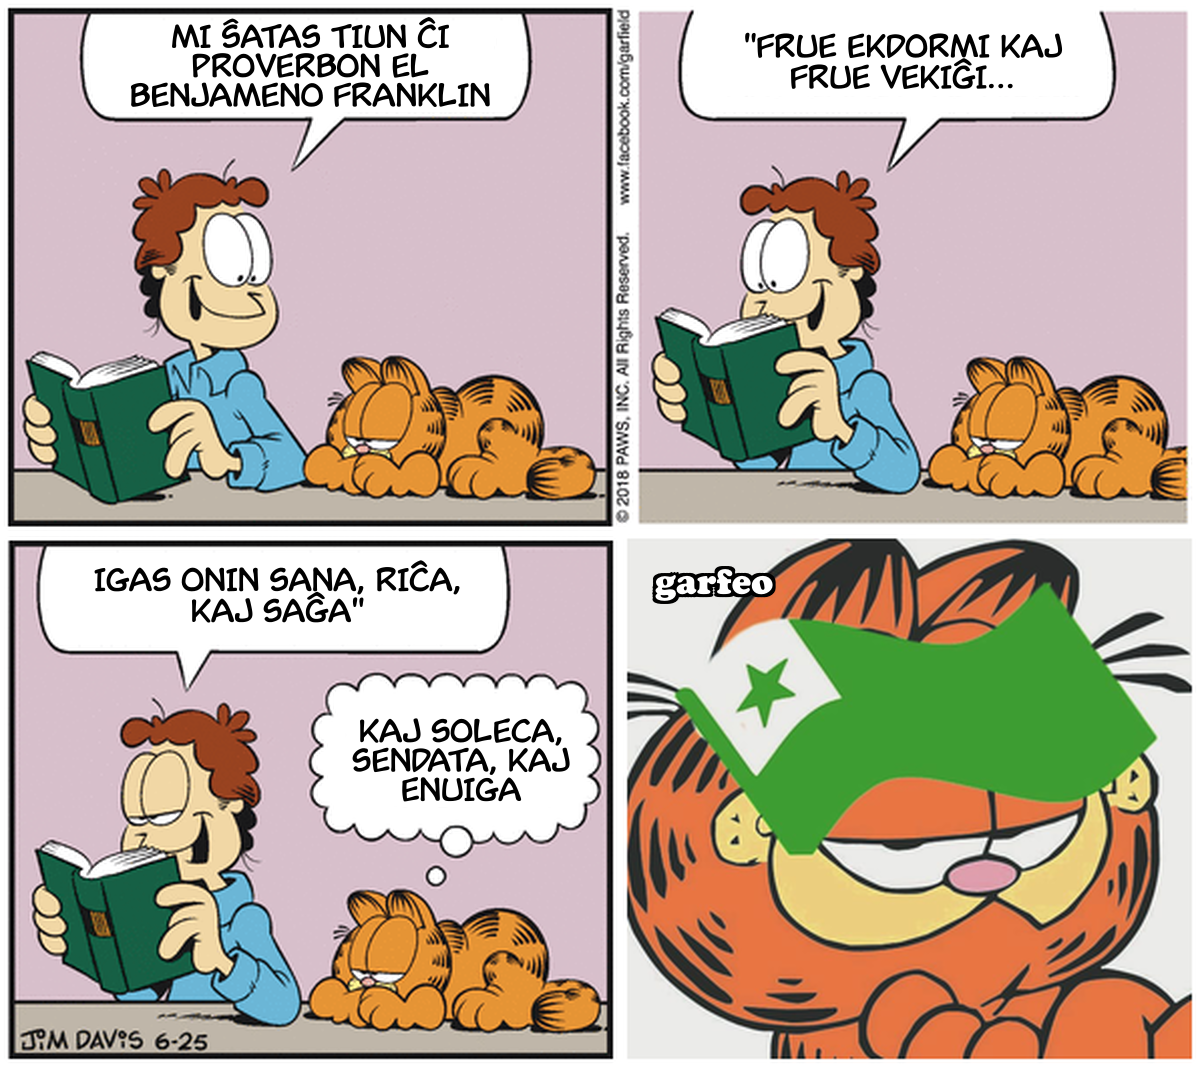 MI ŜATAS TIUN ĈI
PROVERBON EL
BENJAMENO FRANKLIN
www.facebook.com/garfield
© 2018 PAWS, INC. All Rights Reserved.
"FRUE EKDORMI KAJ
FRUE VEKIĜI...
IGAS ONIN SANA, RIĈA,
KAJ SAĜA"
KAJ SOLECA,
SENDATA, KAJ
ENUIGA
JiM DAViS 6-25
garfeo